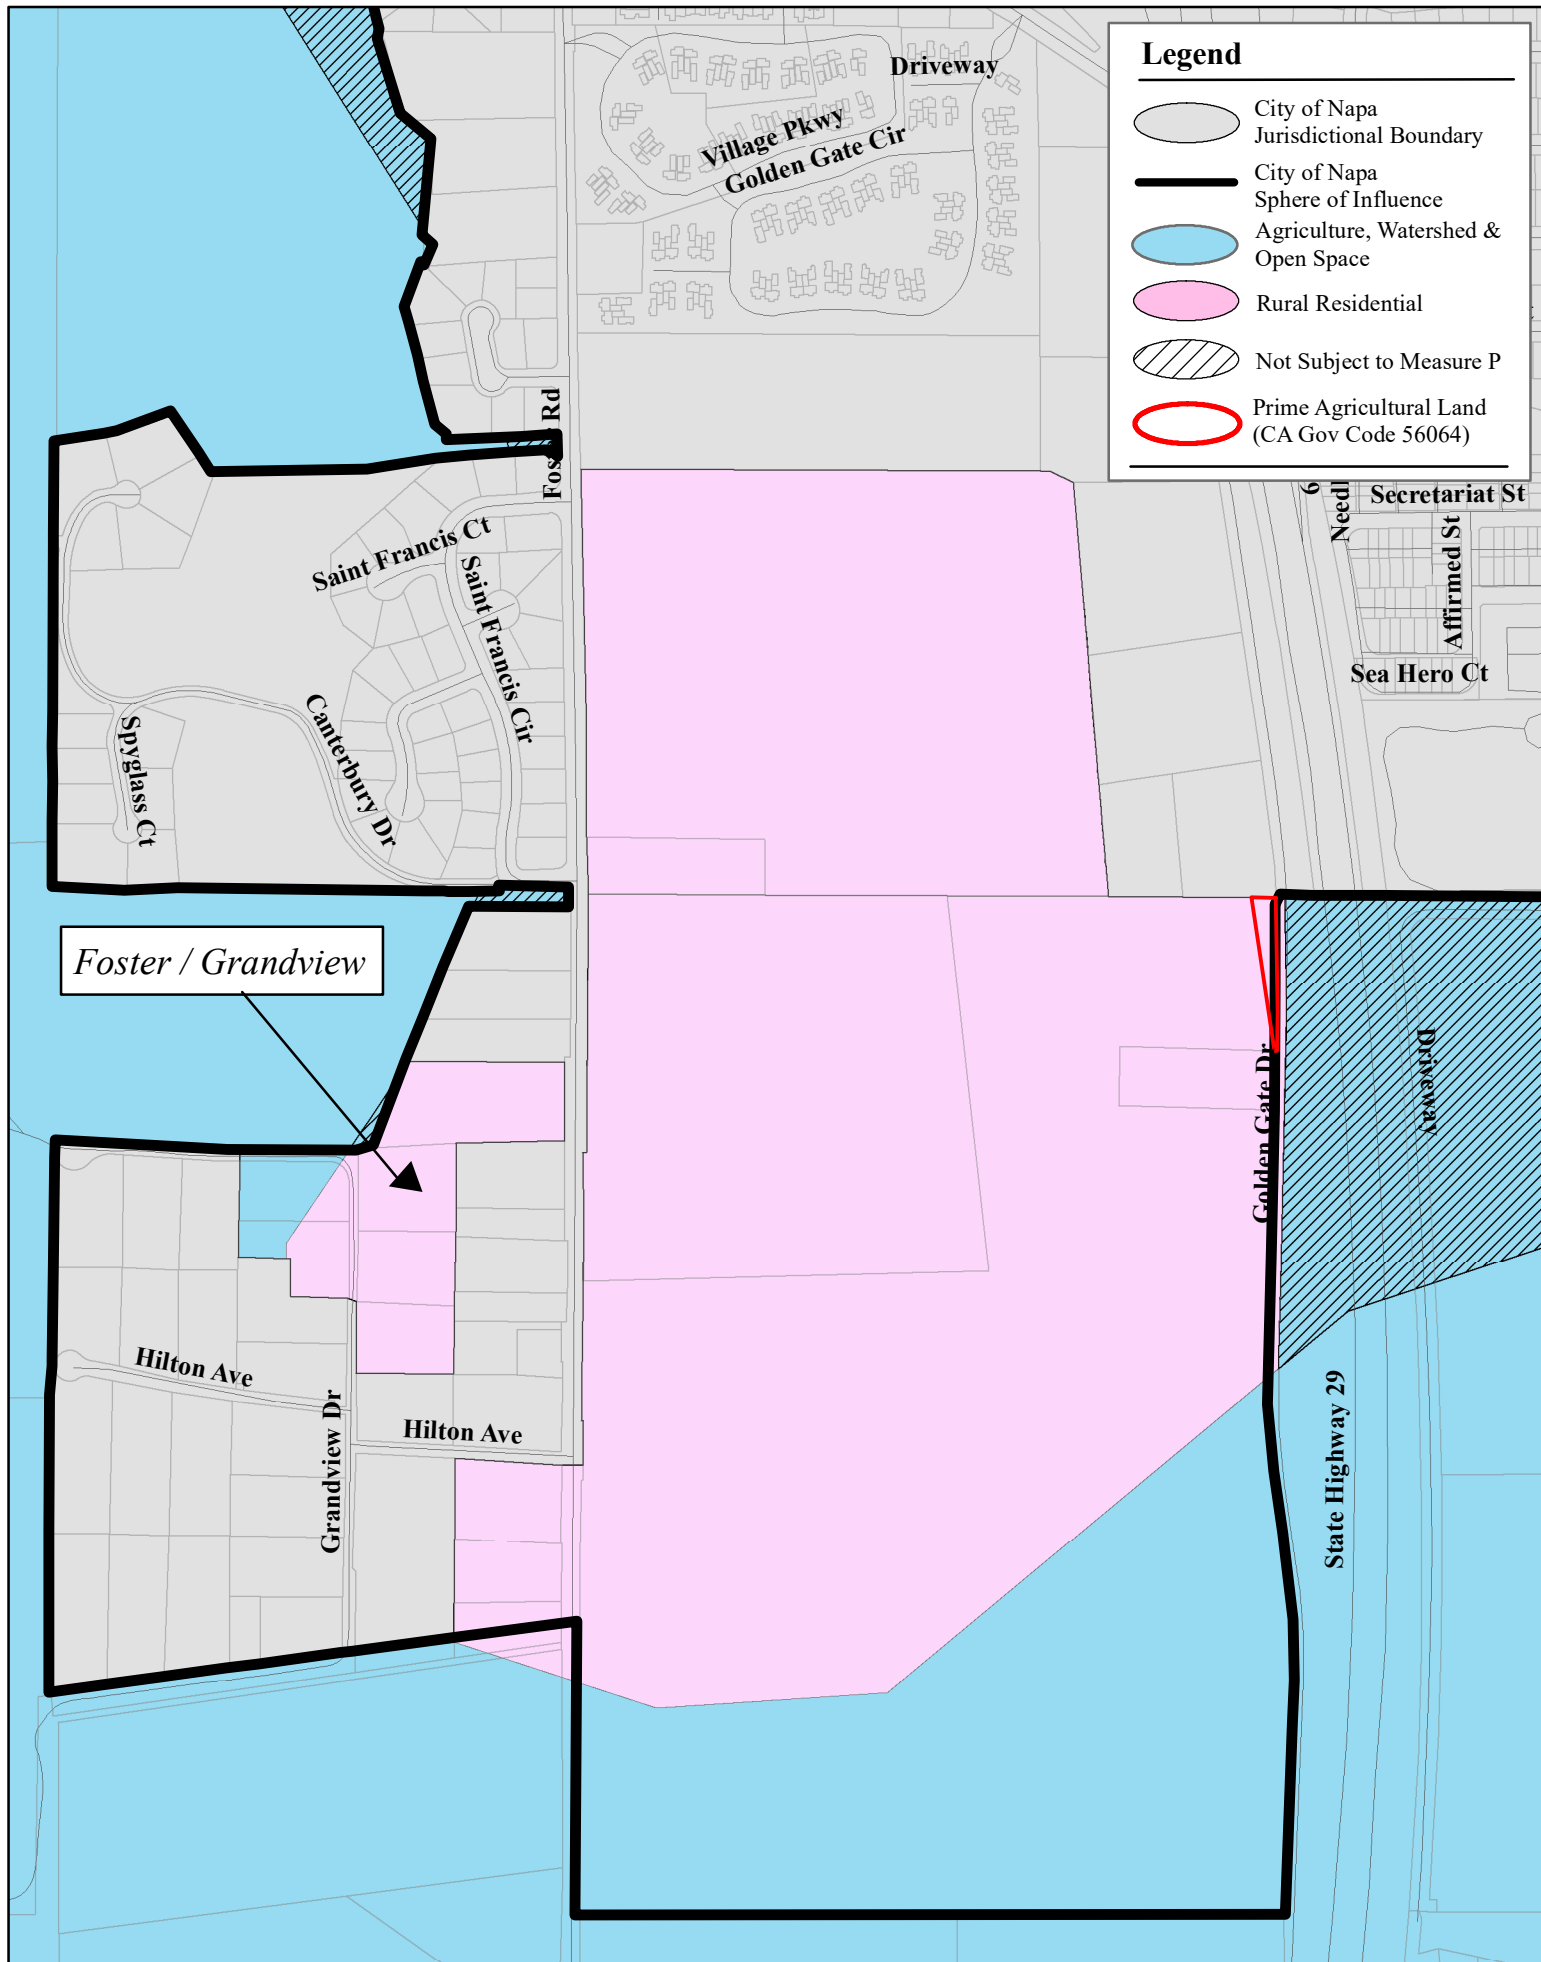 Legend
City of Napa
Jurisdictional Boundary
City of Napa
Sphere of Influence
Agriculture, Watershed &
Open Space
Rural Residential
Not Subject to Measure P
Prime Agricultural Land
(CA Gov Code 56064)
Driveway
Village Pkwy
Golden Gate Cir
Secretariat St
Affirmed St
Sea Hero Ct
Saint Francis Ct
Saint Francis Cir
Canterbury Dr
Spyglass Ct
Foster / Grandview
Golden Gate Dr
Driveway
Hilton Ave
Hilton Ave
Grandview Dr
State Highway 29